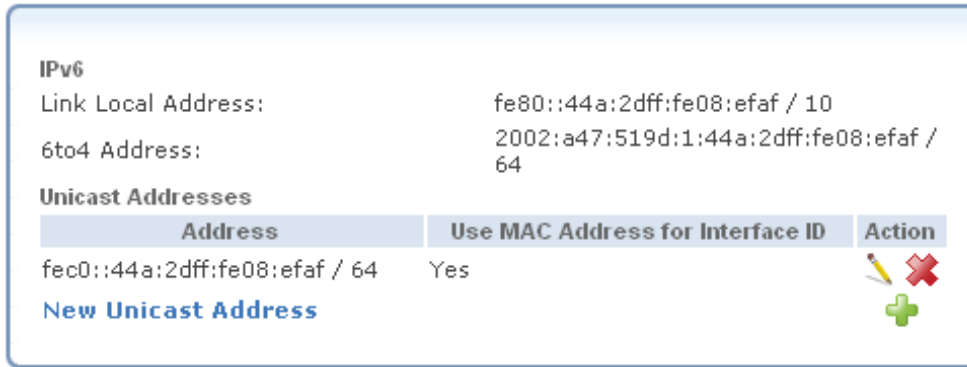 IPv6
Link Local Address: fe80::44a:2dff:fe08:efaf / 10
6to4 Address: 2002:a47:519d:1:44a:2dff:fe08:efaf /
64
Unicast Addresses
Address Use MAC Address for Interface ID Action
fec0::44a:2dff:fe08:efaf / 64 Yes
New Unicast Address